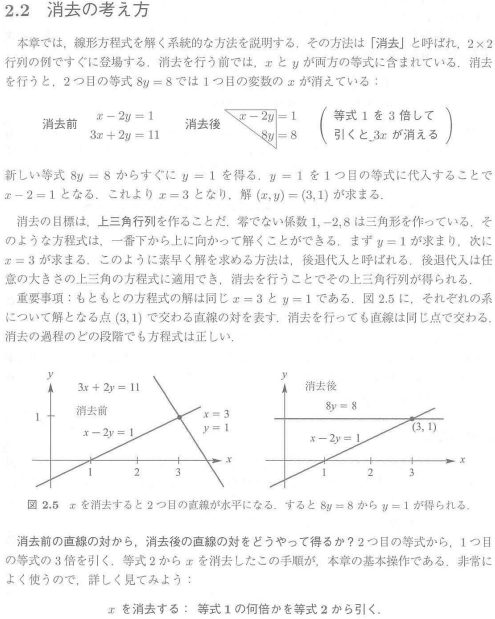 2.2 消去の考え方
本章では，線形方程式を解く系統的な方法を説明する．その方法は「消去」と呼ばれ，2×2
行列の例ですぐに登場する．消去を行う前では，x と y が両方の等式に含まれている．消去
を行うと，2 つ目の等式 8y = 8 では 1 つ目の変数の x が消えている：
消去前 x − 2y = 1 消去後 x − 2y = 1 等式 1 を 3 倍して
3x + 2y = 11 8y = 8 引くと 3x が消える
新しい等式 8y = 8 からすぐに y = 1 を得る．y = 1 を 1 つ目の等式に代入することで
x − 2 = 1 となる．これより x = 3 となり，解 (x, y) = (3, 1) が求まる．
消去の目標は，上三角行列を作ることだ．零でない係数 1, −2, 8 は三角形を作っている．そ
のような方程式は，一番下から上に向かって解くことができる．まず y = 1 が求まり，次に
x = 3 が求まる．このように素早く解を求める方法は，後退代入と呼ばれる．後退代入は任
意の大きさの上三角の方程式に適用でき，消去を行うことでその上三角行列が得られる．
重要事項：もともとの方程式の解は同じ x = 3 と y = 1 である．図 2.5 に，それぞれの系
について解となる点 (3, 1) で交わる直線の対を表す．消去を行っても直線は同じ点で交わる．
消去の過程のどの段階でも方程式は正しい．
y
3x + 2y = 11
消去前
1
x − 2y = 1
x = 3
y = 1
x
1 2 3
y
消去後
8y = 8
x − 2y = 1
(3, 1)
x
1 2 3
図 2.5 x を消去すると 2 つ目の直線が水平になる．すると 8y = 8 から y = 1 が得られる．
消去前の直線の対から，消去後の直線の対をどうやって得るか？ 2 つ目の等式から，1 つ目
の等式の 3 倍を引く．等式 2 から x を消去したこの手順が，本章の基本操作である．非常に
よく使うので，詳しく見てみよう：
x を消去する： 等式 1 の何倍かを等式 2 から引く．